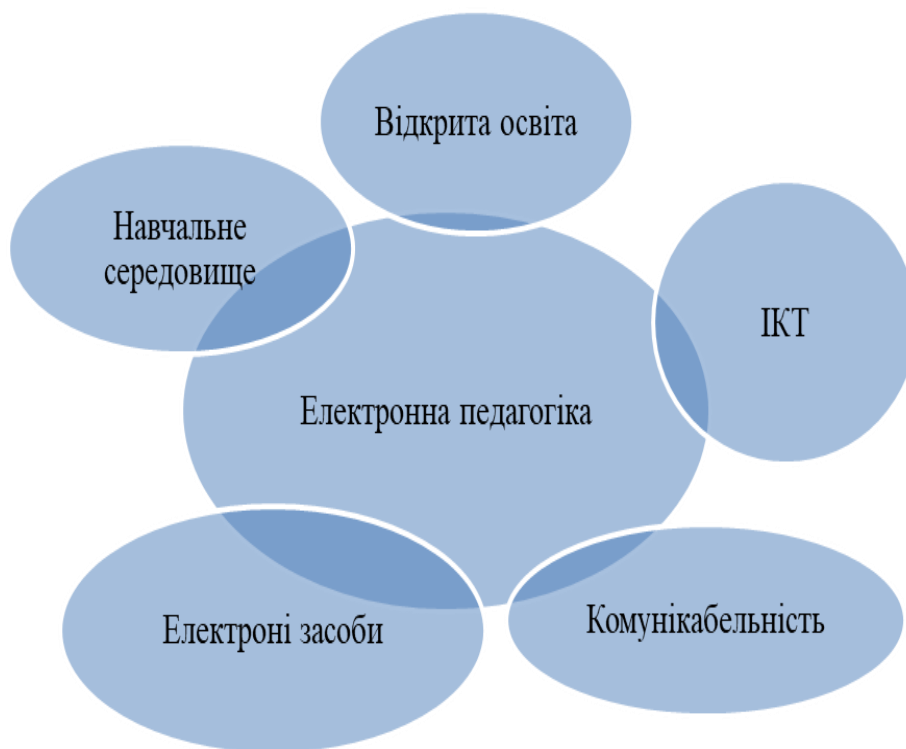 Відкрита освіта
Навчальне
середовище
ІКТ
Електронна педагогіка
Електроні засоби
Комунікабельність